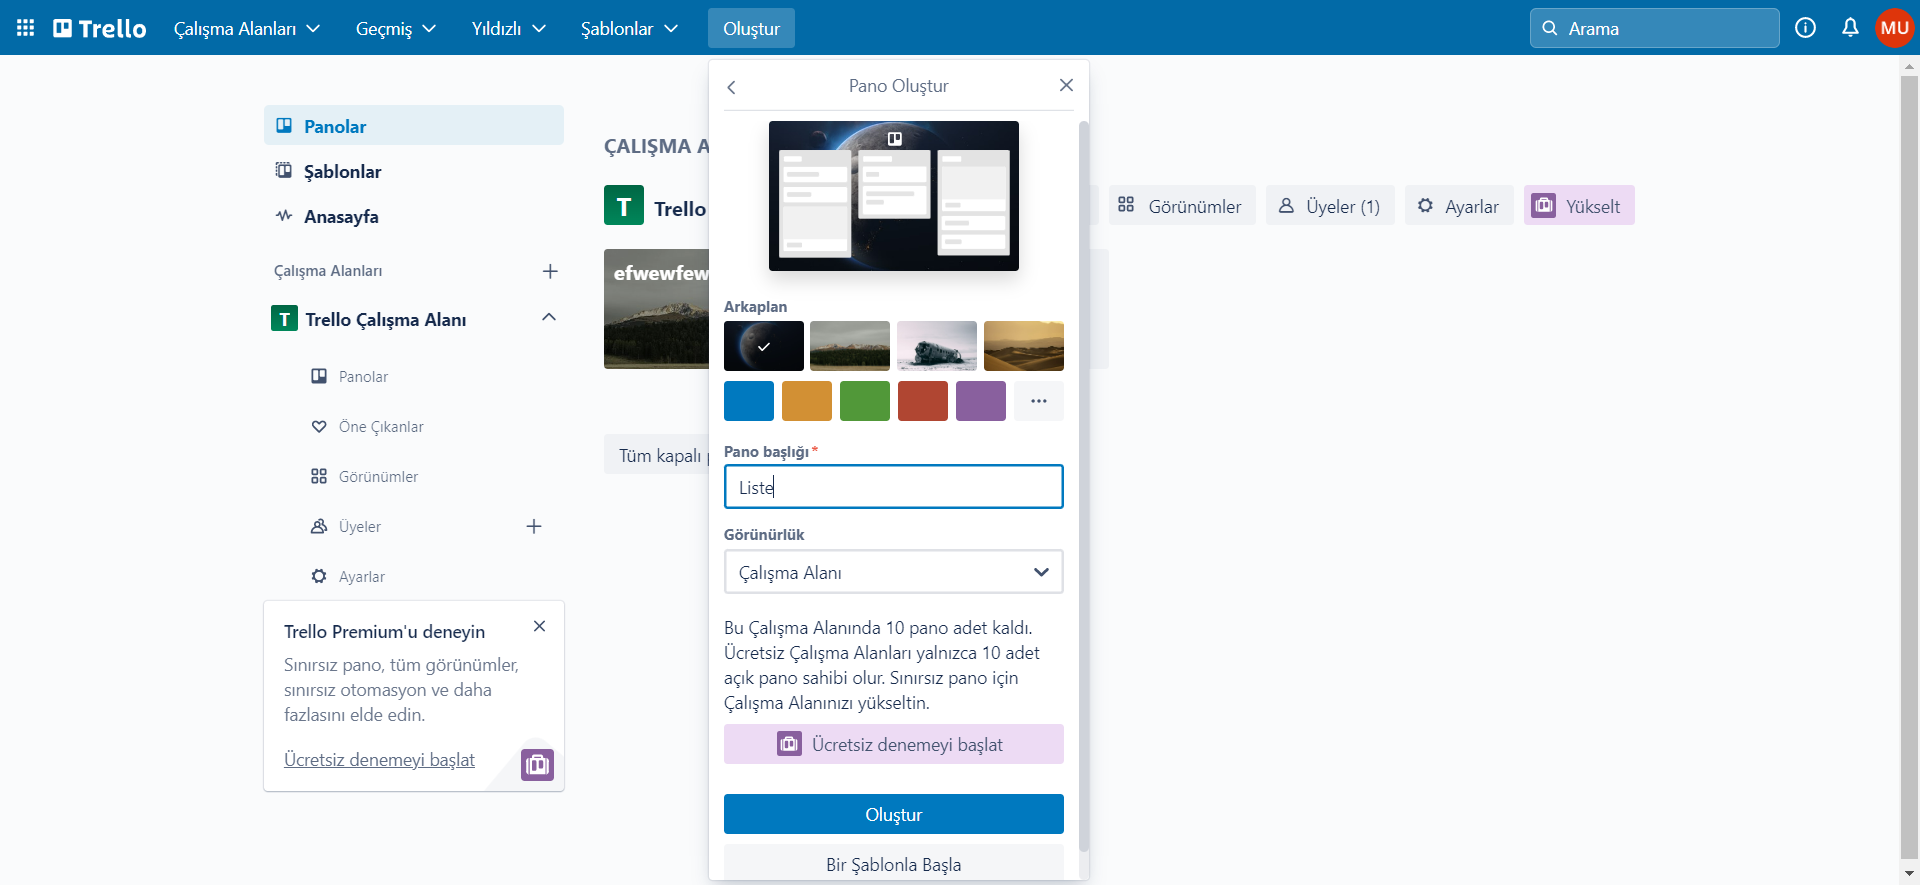 Trello
Çalışma Alanları
Geçmiş
Yıldızlı
Şablonlar
Oluştur
Arama
MU
Panolar
Şablonlar
Anasayfa
Çalışma Alanları
T Trello Çalışma Alanı
Panolar
Öne Çıkanlar
Görünümler
Üyeler
Ayarlar
Trello Premium'u deneyin
Sınırsız pano, tüm görünümler,
sınırsız otomasyon ve daha
fazlasını elde edin.
Ücretsiz denemeyi başlat
ÇALIŞMA A
T Trello
Görünümler
Üyeler (1)
Ayarlar
Yükselt
efwewfew
Tüm kapalı
Pano Oluştur
Arkaplan
Pano başlığı*
Liste
Görünürlük
Çalışma Alanı
Bu Çalışma Alanında 10 pano adet kaldı.
Ücretsiz Çalışma Alanları yalnızca 10 adet
açık pano sahibi olur. Sınırsız pano için
Çalışma Alanınızı yükseltin.
Ücretsiz denemeyi başlat
Oluştur
Bir Şablonla Başla